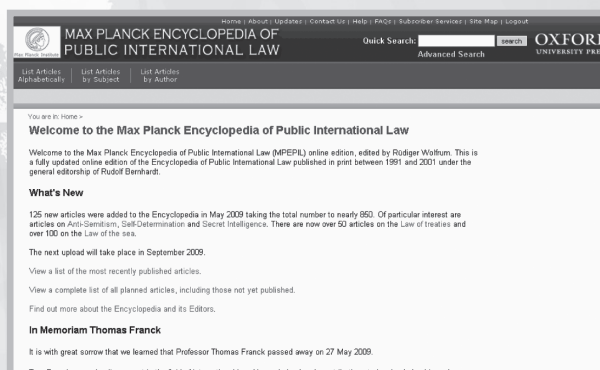 Home | About | Updates | Contact Us | Help | FAQs | Subscriber Services | Site Map | Logout
MAX PLANCK ENCYCLOPEDIA OF
PUBLIC INTERNATIONAL LAW
Max Planck Institute
Quick Search:
search
Advanced Search
OXFORD
UNIVERSITY PRE
List Articles
Alphabetically
List Articles
by Subject
List Articles
by Author
You are in: Home >
Welcome to the Max Planck Encyclopedia of Public International Law
Welcome to the Max Planck Encyclopedia of Public International Law (MPEPIL) online edition, edited by Rüdiger Wolfrum. This is
a fully updated online edition of the Encyclopedia of Public International Law published in print between 1991 and 2001 under the
general editorship of Rudolf Bernhardt.
What's New
125 new articles were added to the Encyclopedia in May 2009 taking the total number to nearly 850. Of particular interest are
articles on Anti-Semitism, Self-Determination and Secret Intelligence. There are now over 50 articles on the Law of treaties and
over 100 on the Law of the sea.
The next upload will take place in September 2009.
View a list of the most recently published articles.
View a complete list of all planned articles, including those not yet published.
Find out more about the Encyclopedia and its Editors.
In Memoriam Thomas Franck
It is with great sorrow that we learned that Professor Thomas Franck passed away on 27 May 2009.